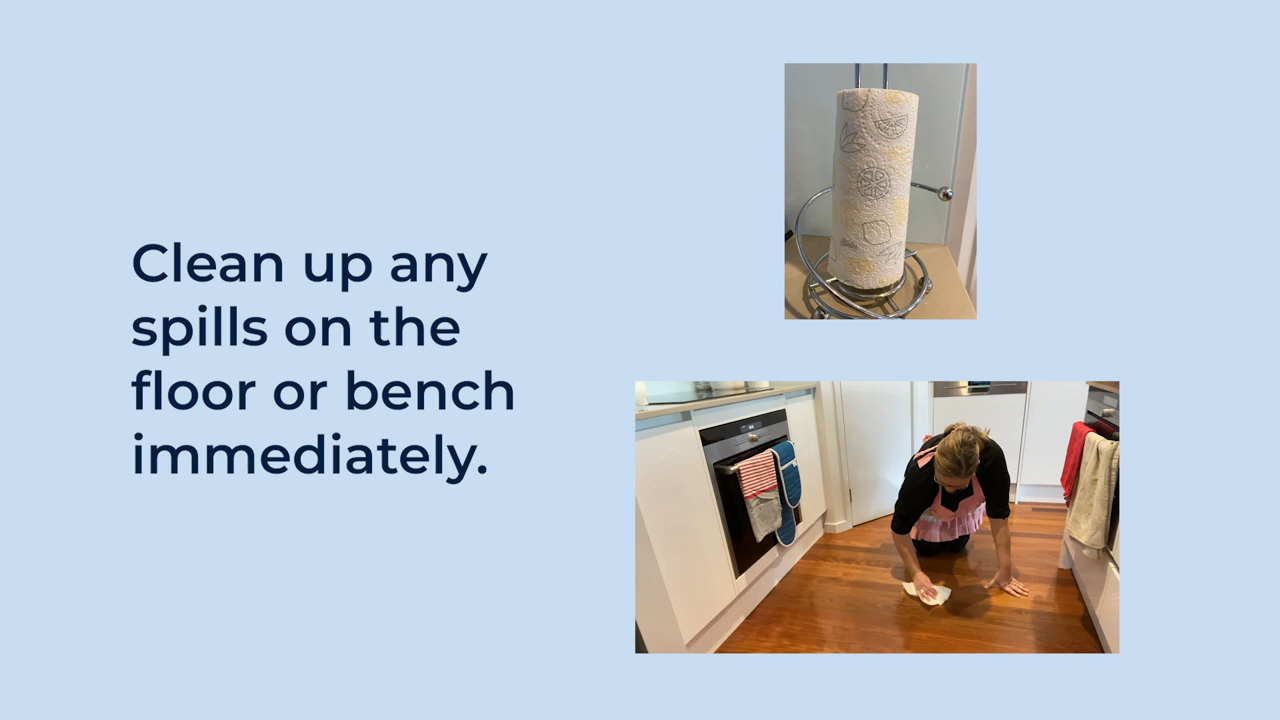 Clean up any
spills on the
floor or bench
immediately.